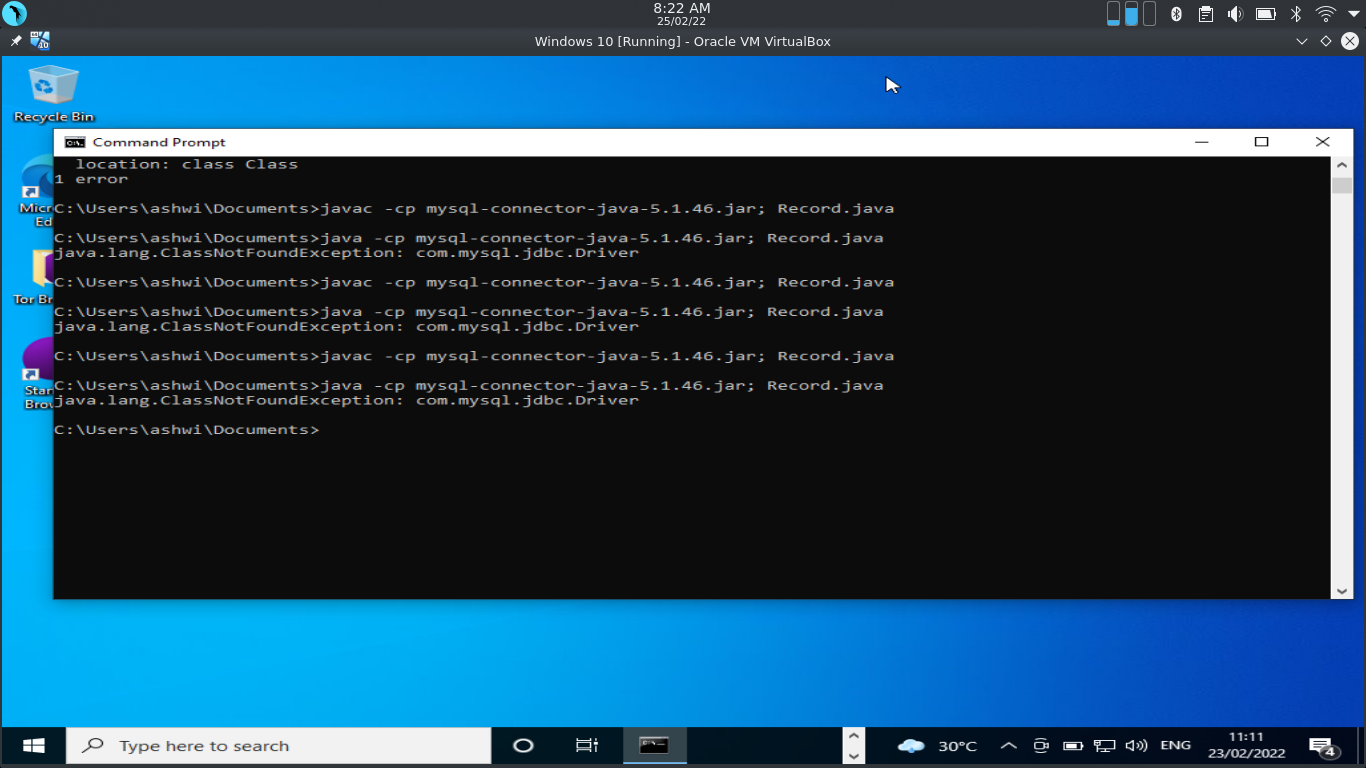 8:22 AM
25/02/22
Windows 10 [Running] - Oracle VM VirtualBox
Recycle Bin
Command Prompt
location: class Class
1 error
C:\Users\ashwi\Documents>javac -cp mysql-connector-java-5.1.46.jar; Record.java
C:\Users\ashwi\Documents>java -cp mysql-connector-java-5.1.46.jar; Record.java
java.lang.ClassNotFoundException: com.mysql.jdbc.Driver
C:\Users\ashwi\Documents>javac -cp mysql-connector-java-5.1.46.jar; Record.java
C:\Users\ashwi\Documents>java -cp mysql-connector-java-5.1.46.jar; Record.java
java.lang.ClassNotFoundException: com.mysql.jdbc.Driver
C:\Users\ashwi\Documents>javac -cp mysql-connector-java-5.1.46.jar; Record.java
C:\Users\ashwi\Documents>java -cp mysql-connector-java-5.1.46.jar; Record.java
java.lang.ClassNotFoundException: com.mysql.jdbc.Driver
C:\Users\ashwi\Documents>
Micro
Ed
Tor Br
Star
Brow
Type here to search
30°C
ENG
11:11
23/02/2022
4